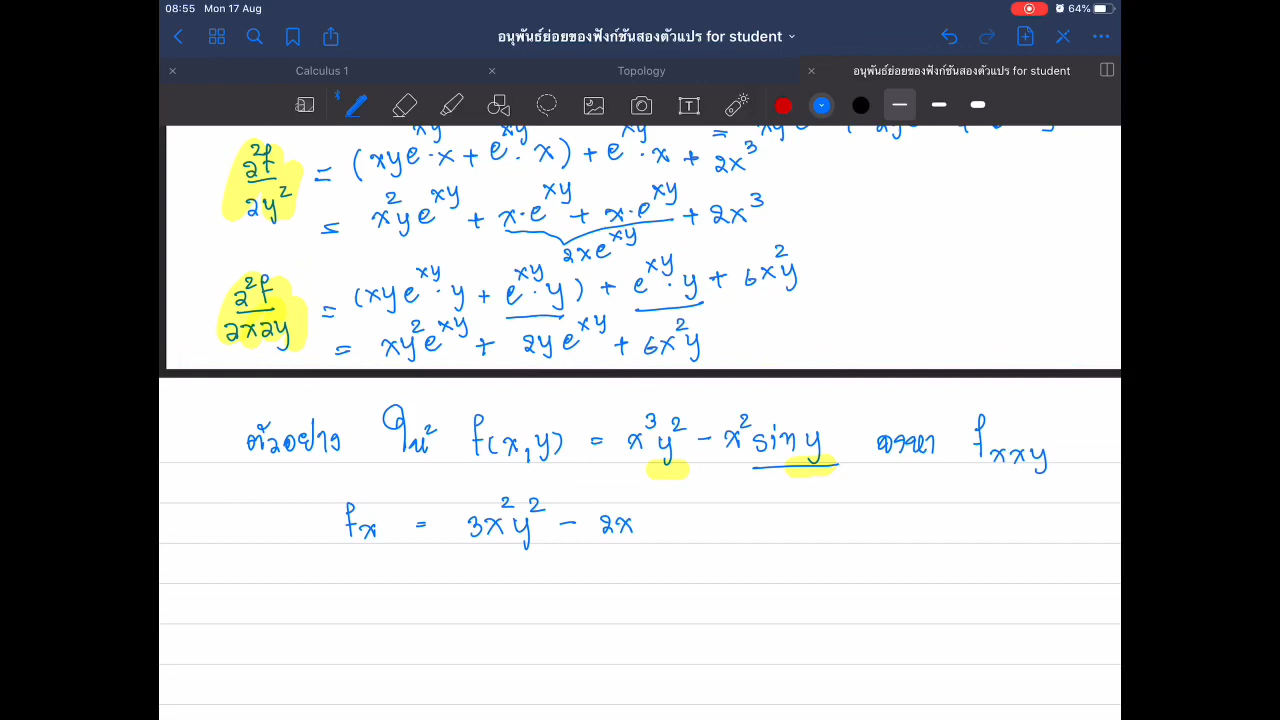 08:55 Mon 17 Aug 64%
อนุพันธ์ย่อยของฟังก์ชันสองตัวแปร for student
Calculus 1 Topology อนุพันธ์ย่อยของฟังก์ชันสองตัวแปร for student
∂²f/∂y² = (xye^xy · x + e^xy · x) + e^xy · x + 2x³
= x²ye^xy + x·e^xy + x·e^xy + 2x³
2xe^xy
∂²f/∂x∂y = (xye^xy · y + e^xy · y) + e^xy · y + 6x²y
= xy²e^xy + 2ye^xy + 6x²y
ตัวอย่าง ให้ f(x,y) = x³y² - x² sin y จงหา f_xxy
f_x = 3x²y² - 2x